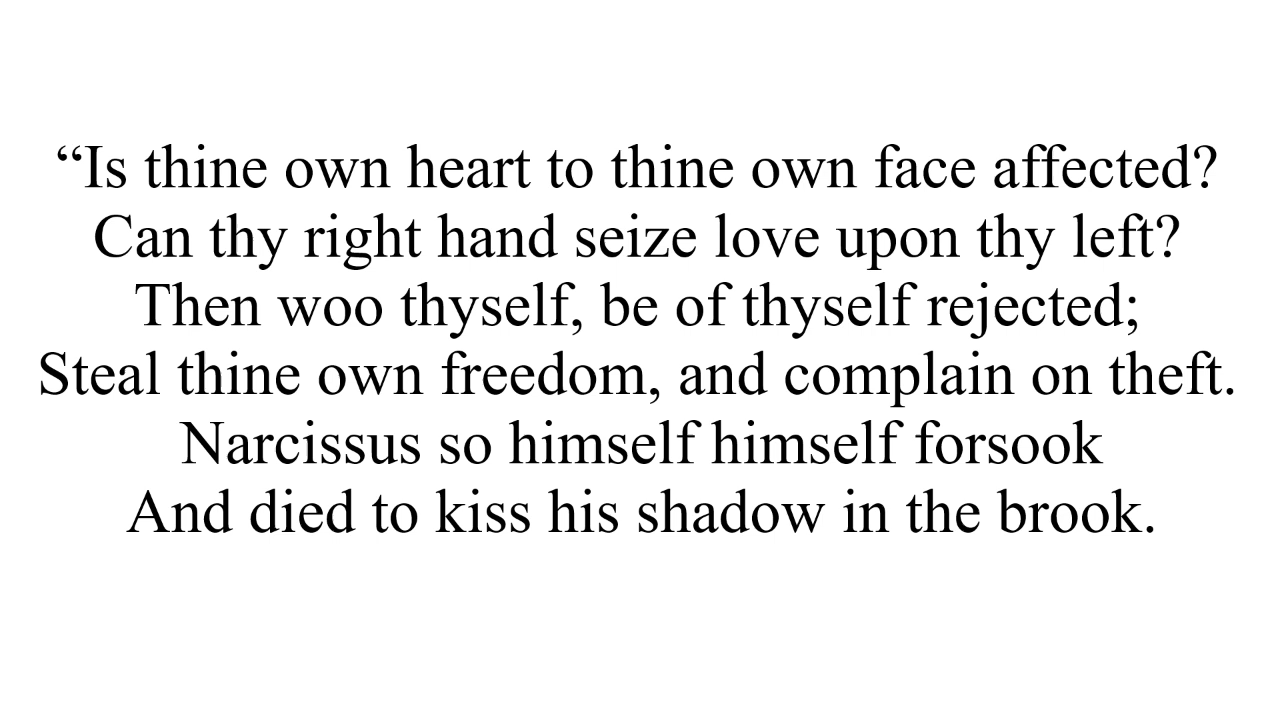 “Is thine own heart to thine own face affected?
Can thy right hand seize love upon thy left?
Then woo thyself, be of thyself rejected;
Steal thine own freedom, and complain on theft.
Narcissus so himself himself forsook
And died to kiss his shadow in the brook.